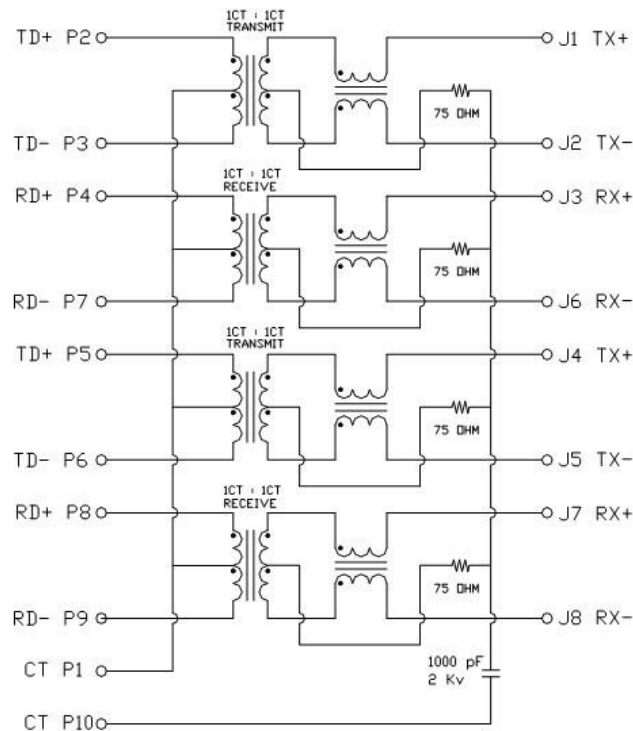 1CT : 1CT
TRANSMIT
TD+ P2
J1 TX+
75 OHM
TD- P3
J2 TX-
1CT : 1CT
RECEIVE
RD+ P4
J3 RX+
75 OHM
RD- P7
J6 RX-
1CT : 1CT
TRANSMIT
TD+ P5
J4 TX+
75 OHM
TD- P6
J5 TX-
1CT : 1CT
RECEIVE
RD+ P8
J7 RX+
75 OHM
RD- P9
J8 RX-
CT P1
1000 pF
2 Kv
CT P10